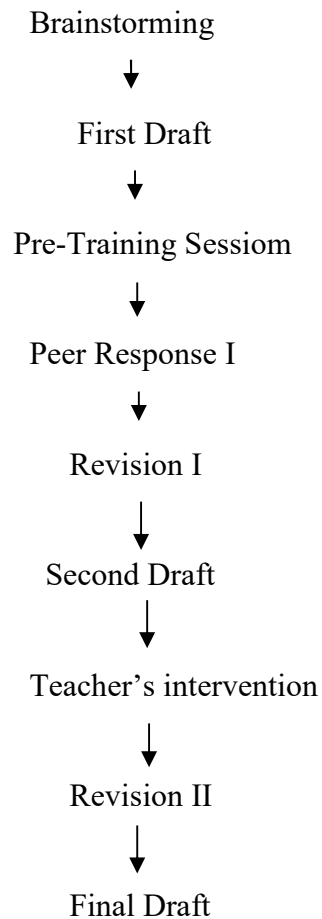 Brainstorming
First Draft
Pre-Training Sessiom
Peer Response I
Revision I
Second Draft
Teacher’s intervention
Revision II
Final Draft